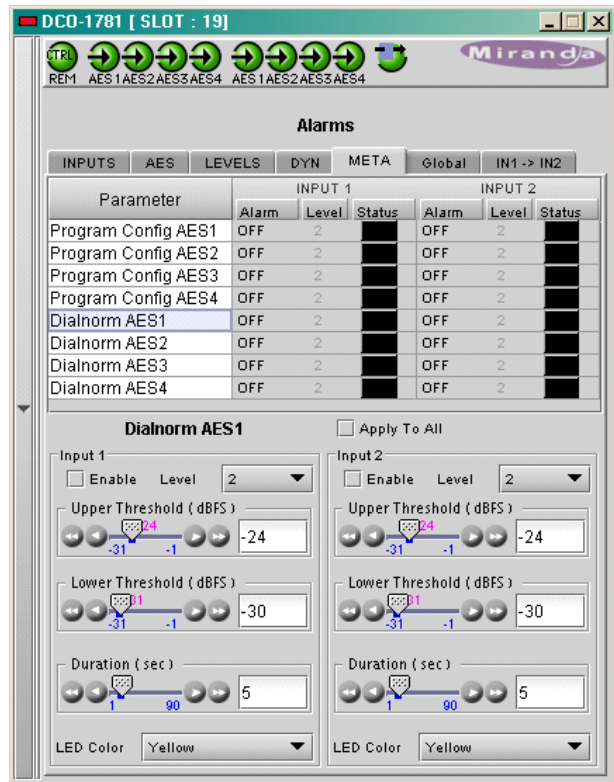 DCO-1781 [ SLOT : 19]
CTRL
REM AES1 AES2 AES3 AES4 AES1 AES2 AES3 AES4
Miranda
Alarms
INPUTS AES LEVELS DYN META Global IN1 -> IN2
Parameter INPUT 1 INPUT 2
Alarm Level Status Alarm Level Status
Program Config AES1 OFF 2 OFF 2
Program Config AES2 OFF 2 OFF 2
Program Config AES3 OFF 2 OFF 2
Program Config AES4 OFF 2 OFF 2
Dialnorm AES1 OFF 2 OFF 2
Dialnorm AES2 OFF 2 OFF 2
Dialnorm AES3 OFF 2 OFF 2
Dialnorm AES4 OFF 2 OFF 2
Dialnorm AES1 Apply To All
Input 1 Input 2
Enable Level 2 Enable Level 2
Upper Threshold ( dBFS ) Upper Threshold ( dBFS )
24 24
-24 -24
-31 -1 -31 -1
Lower Threshold ( dBFS ) Lower Threshold ( dBFS )
31 31
-30 -30
-31 -1 -31 -1
Duration ( sec ) Duration ( sec )
5 5
1 90 1 90
LED Color Yellow LED Color Yellow